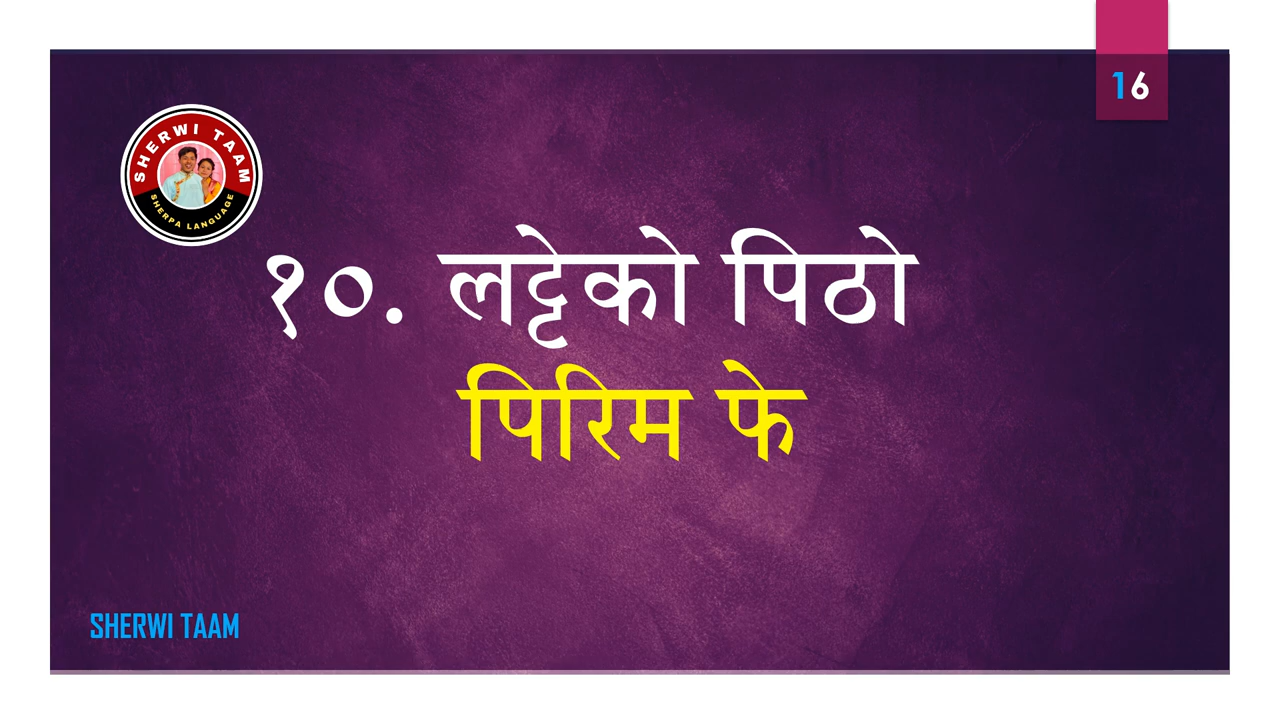 16
SHERWI TAAM
SHERPA LANGUAGE
१०. लट्टेको पिठो
पिरिम फे
SHERWI TAAM